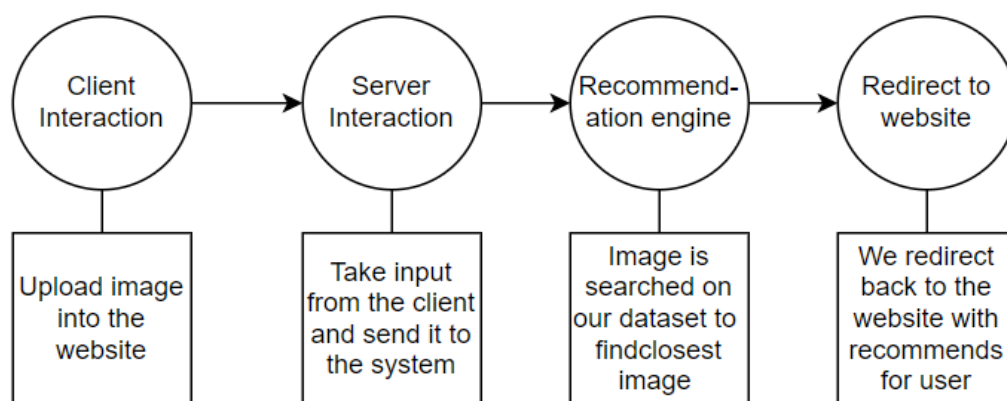 Client
Interaction
Server
Interaction
Recommend-
ation engine
Redirect to
website
Upload image
into the
website
Take input
from the client
and send it to
the system
Image is
searched on
our dataset to
findclosest
image
We redirect
back to the
website with
recommends
for user